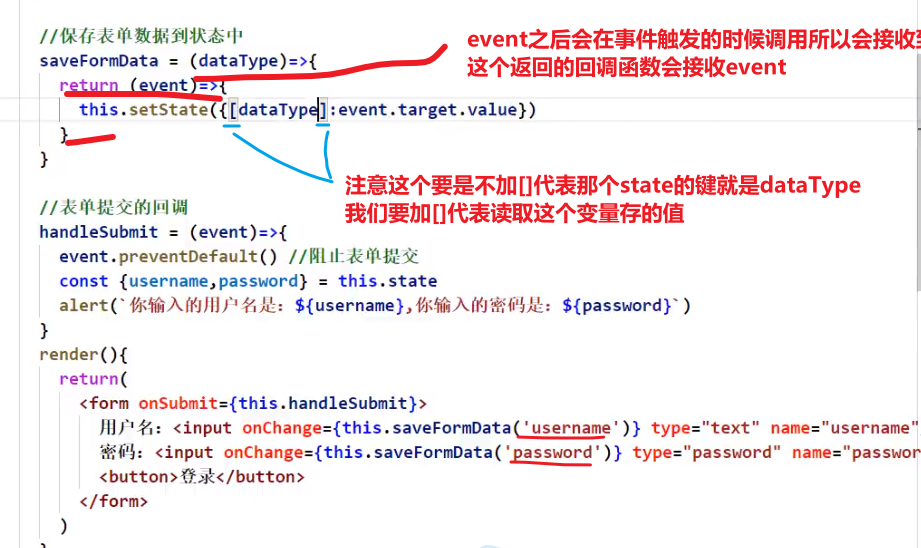 //保存表单数据到状态中
event之后会在事件触发的时候调用所以会接收到
saveFormData = (dataType)=>{
这个返回的回调函数会接收event
return (event)=>{
this.setState({[dataType]:event.target.value})
}
}
注意这个要是不加[]代表那个state的键就是dataType
我们要加[]代表读取这个变量存的值
//表单提交的回调
handleSubmit = (event)=>{
event.preventDefault() //阻止表单提交
const {username,password} = this.state
alert(`你输入的用户名是：${username},你输入的密码是：${password}`)
}
render(){
return(
<form onSubmit={this.handleSubmit}>
用户名：<input onChange={this.saveFormData('username')} type="text" name="username"
密码：<input onChange={this.saveFormData('password')} type="password" name="passwor
<button>登录</button>
</form>
)